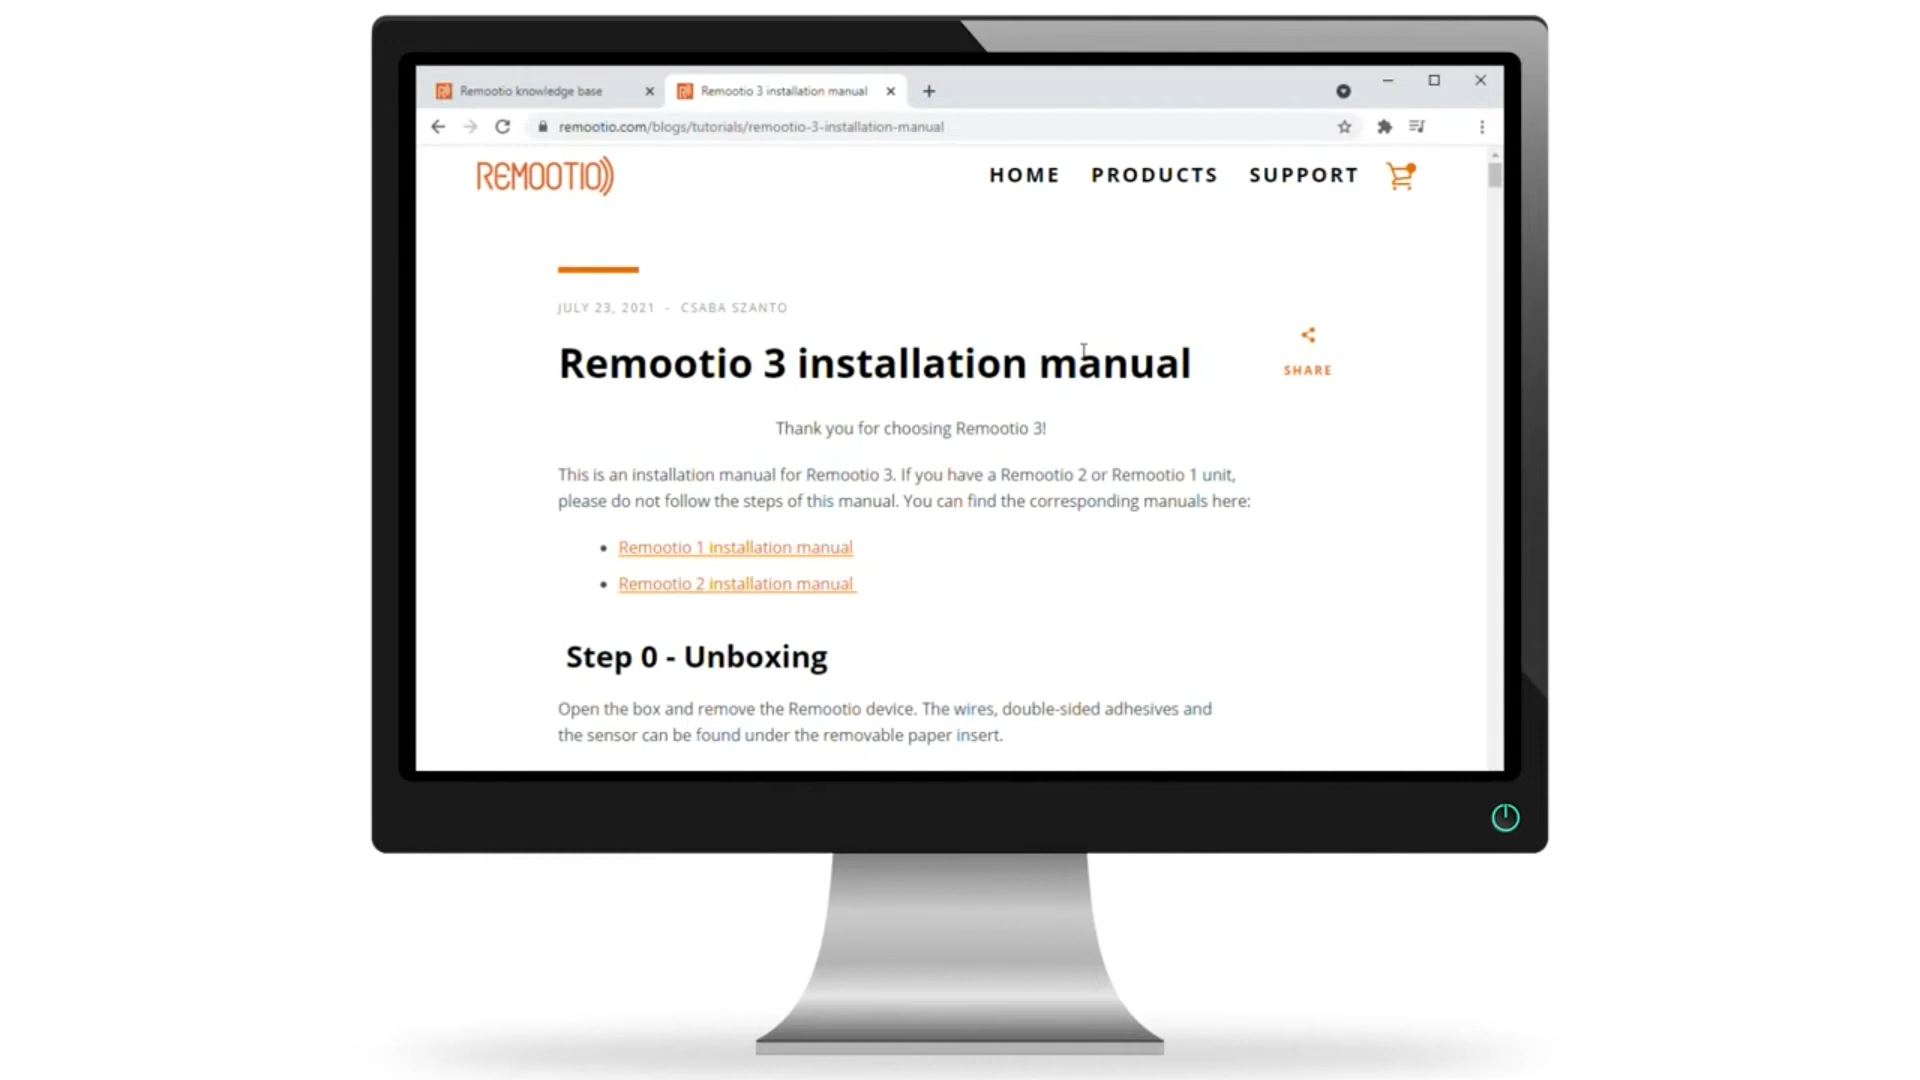 Remootio knowledge base
Remootio 3 installation manual
remootio.com/blogs/tutorials/remootio-3-installation-manual
REMOOTIO
HOME PRODUCTS SUPPORT
JULY 23, 2021 - CSABA SZANTO
Remootio 3 installation manual
SHARE
Thank you for choosing Remootio 3!
This is an installation manual for Remootio 3. If you have a Remootio 2 or Remootio 1 unit,
please do not follow the steps of this manual. You can find the corresponding manuals here:
Remootio 1 installation manual
Remootio 2 installation manual
Step 0 - Unboxing
Open the box and remove the Remootio device. The wires, double-sided adhesives and
the sensor can be found under the removable paper insert.